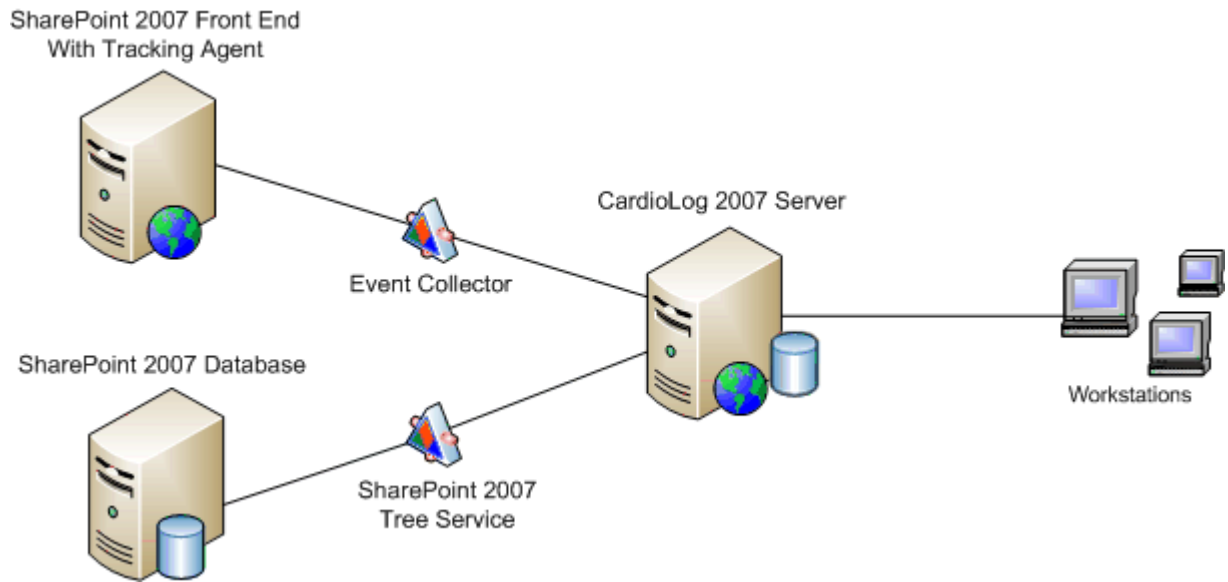 SharePoint 2007 Front End
With Tracking Agent
CardioLog 2007 Server
Event Collector
SharePoint 2007 Database
Workstations
SharePoint 2007
Tree Service